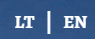 LT | EN